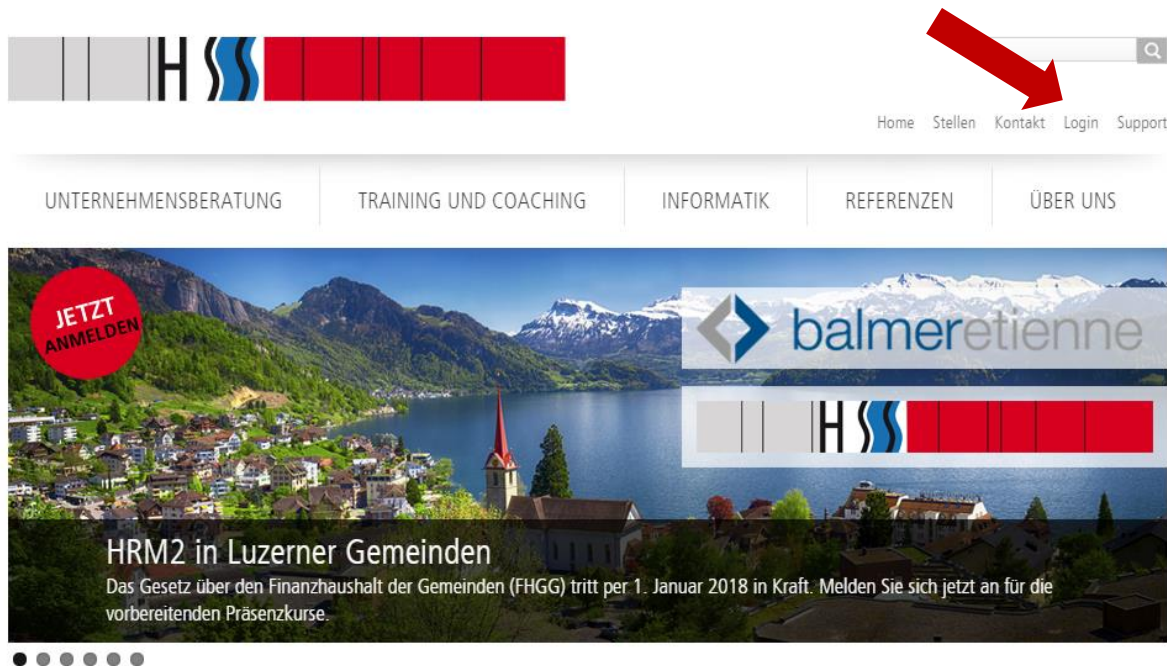 HSS
Home Stellen Kontakt Login Support
UNTERNEHMENSBERATUNG TRAINING UND COACHING INFORMATIK REFERENZEN ÜBER UNS
JETZT
ANMELDEN
balmeretienne
HSS
HRM2 in Luzerner Gemeinden
Das Gesetz über den Finanzhaushalt der Gemeinden (FHGG) tritt per 1. Januar 2018 in Kraft. Melden Sie sich jetzt an für die
vorbereitenden Präsenzkurse.